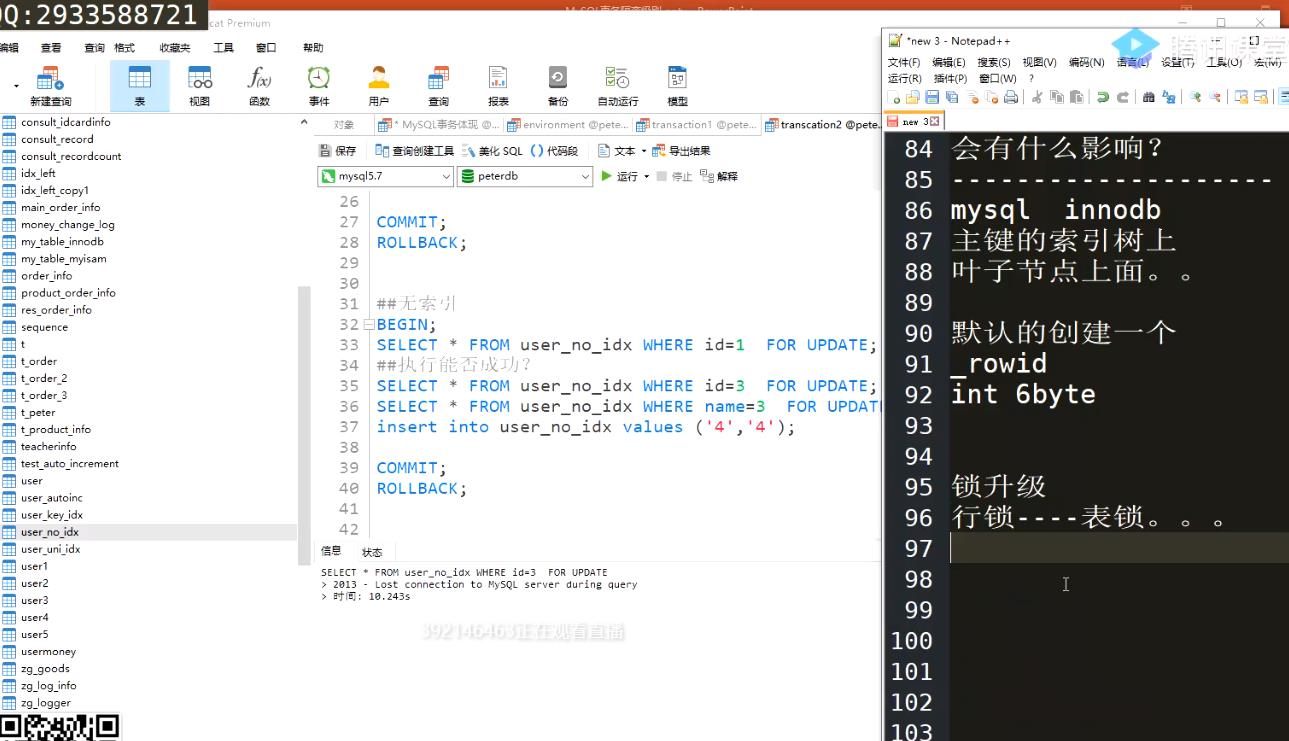 QQ:2933588721
MySQL事务隔离级别.pptx - PowerPoint
cat Premium
编辑 查看 查询 格式 收藏夹 工具 窗口 帮助
新建查询 表 视图 函数 事件 用户 查询 报表 备份 自动运行 模型
f(x)
consult_idcardinfo
consult_record
consult_recordcount
idx_left
idx_left_copy1
main_order_info
money_change_log
my_table_innodb
my_table_myisam
order_info
product_order_info
res_order_info
sequence
t
t_order
t_order_2
t_order_3
t_peter
t_product_info
teacherinfo
test_auto_increment
user
user_autoinc
user_key_idx
user_no_idx
user_uni_idx
user1
user2
user3
user4
user5
usermoney
zg_goods
zg_log_info
zg_logger
对象 * MySQL事务体现 @... environment @pete... transaction1 @pete... transcation2 @pete...
保存 查询创建工具 美化 SQL () 代码段 文本 导出结果
mysql5.7 peterdb 运行 停止 解释
26
27 COMMIT;
28 ROLLBACK;
29
30
31 ##无索引
32 BEGIN;
33 SELECT * FROM user_no_idx WHERE id=1 FOR UPDATE;
34 ##执行能否成功?
35 SELECT * FROM user_no_idx WHERE id=3 FOR UPDATE;
36 SELECT * FROM user_no_idx WHERE name=3 FOR UPDAT
37 insert into user_no_idx values ('4','4');
38
39 COMMIT;
40 ROLLBACK;
41
42
信息 状态
SELECT * FROM user_no_idx WHERE id=3 FOR UPDATE
> 2013 - Lost connection to MySQL server during query
> 时间: 10.243s
392146463正在观看直播
*new 3 - Notepad++
腾讯课堂
文件(F) 编辑(E) 搜索(S) 视图(V) 编码(N) 语言(L) 设置(T) 工具(O) 宏(M)
运行(R) 插件(P) 窗口(W) ?
new 3
84 会有什么影响?
85 --------------------
86 mysql innodb
87 主键的索引树上
88 叶子节点上面。。
89
90 默认的创建一个
91 _rowid
92 int 6byte
93
94
95 锁升级
96 行锁----表锁。。。
97
98
99
100
101
102
103